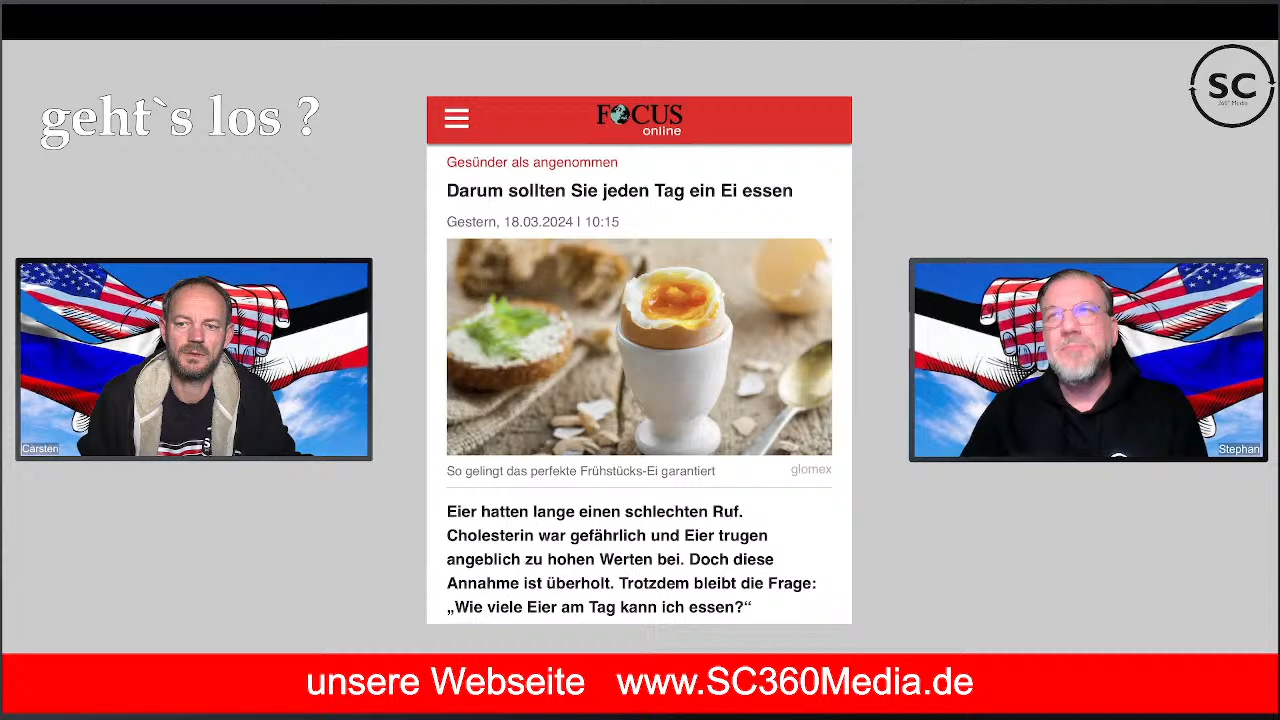 geht`s los ?
SC
360° Media
FOCUS
online
Gesünder als angenommen
Darum sollten Sie jeden Tag ein Ei essen
Gestern, 18.03.2024 | 10:15
So gelingt das perfekte Frühstücks-Ei garantiert
glomex
Eier hatten lange einen schlechten Ruf.
Cholesterin war gefährlich und Eier trugen
angeblich zu hohen Werten bei. Doch diese
Annahme ist überholt. Trotzdem bleibt die Frage:
„Wie viele Eier am Tag kann ich essen?“
Carsten
Stephan
unsere Webseite www.SC360Media.de